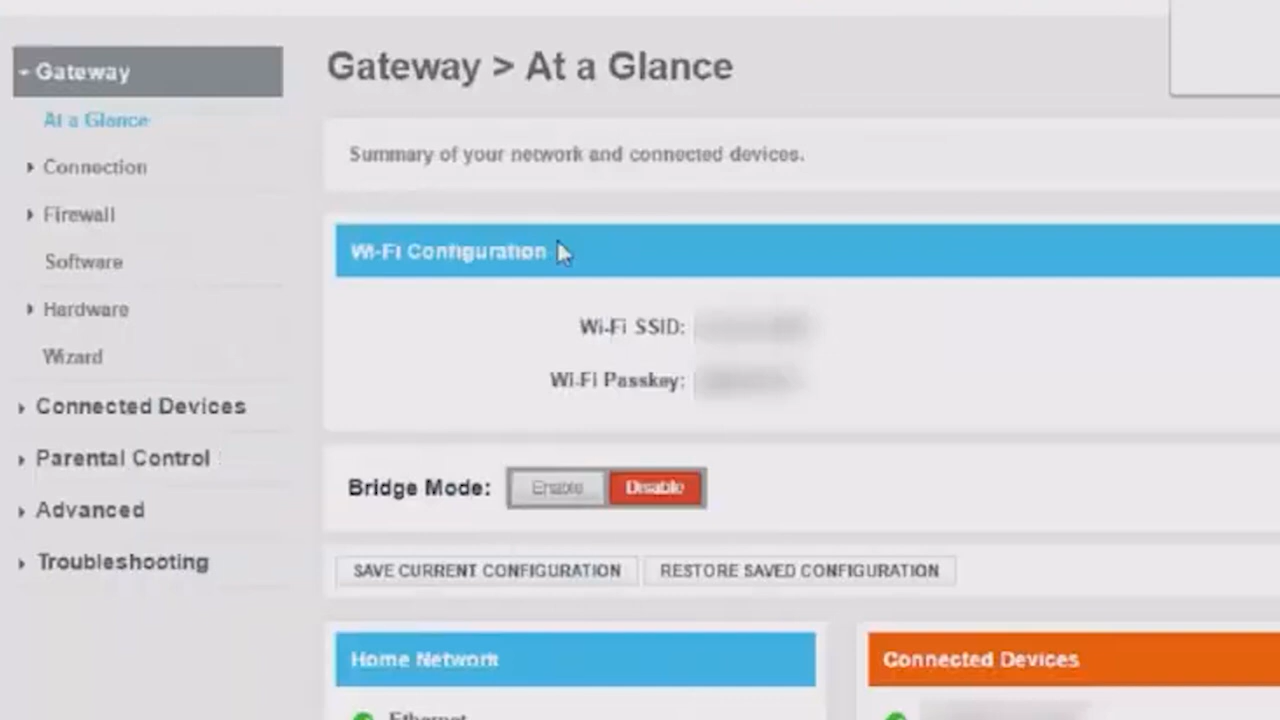 Gateway
At a Glance
Connection
Firewall
Software
Hardware
Wizard
Connected Devices
Parental Control
Advanced
Troubleshooting
Gateway > At a Glance
Summary of your network and connected devices.
Wi-Fi Configuration
Wi-Fi SSID:
Wi-Fi Passkey:
Bridge Mode: Enable Disable
SAVE CURRENT CONFIGURATION RESTORE SAVED CONFIGURATION
Home Network
Ethernet
Connected Devices